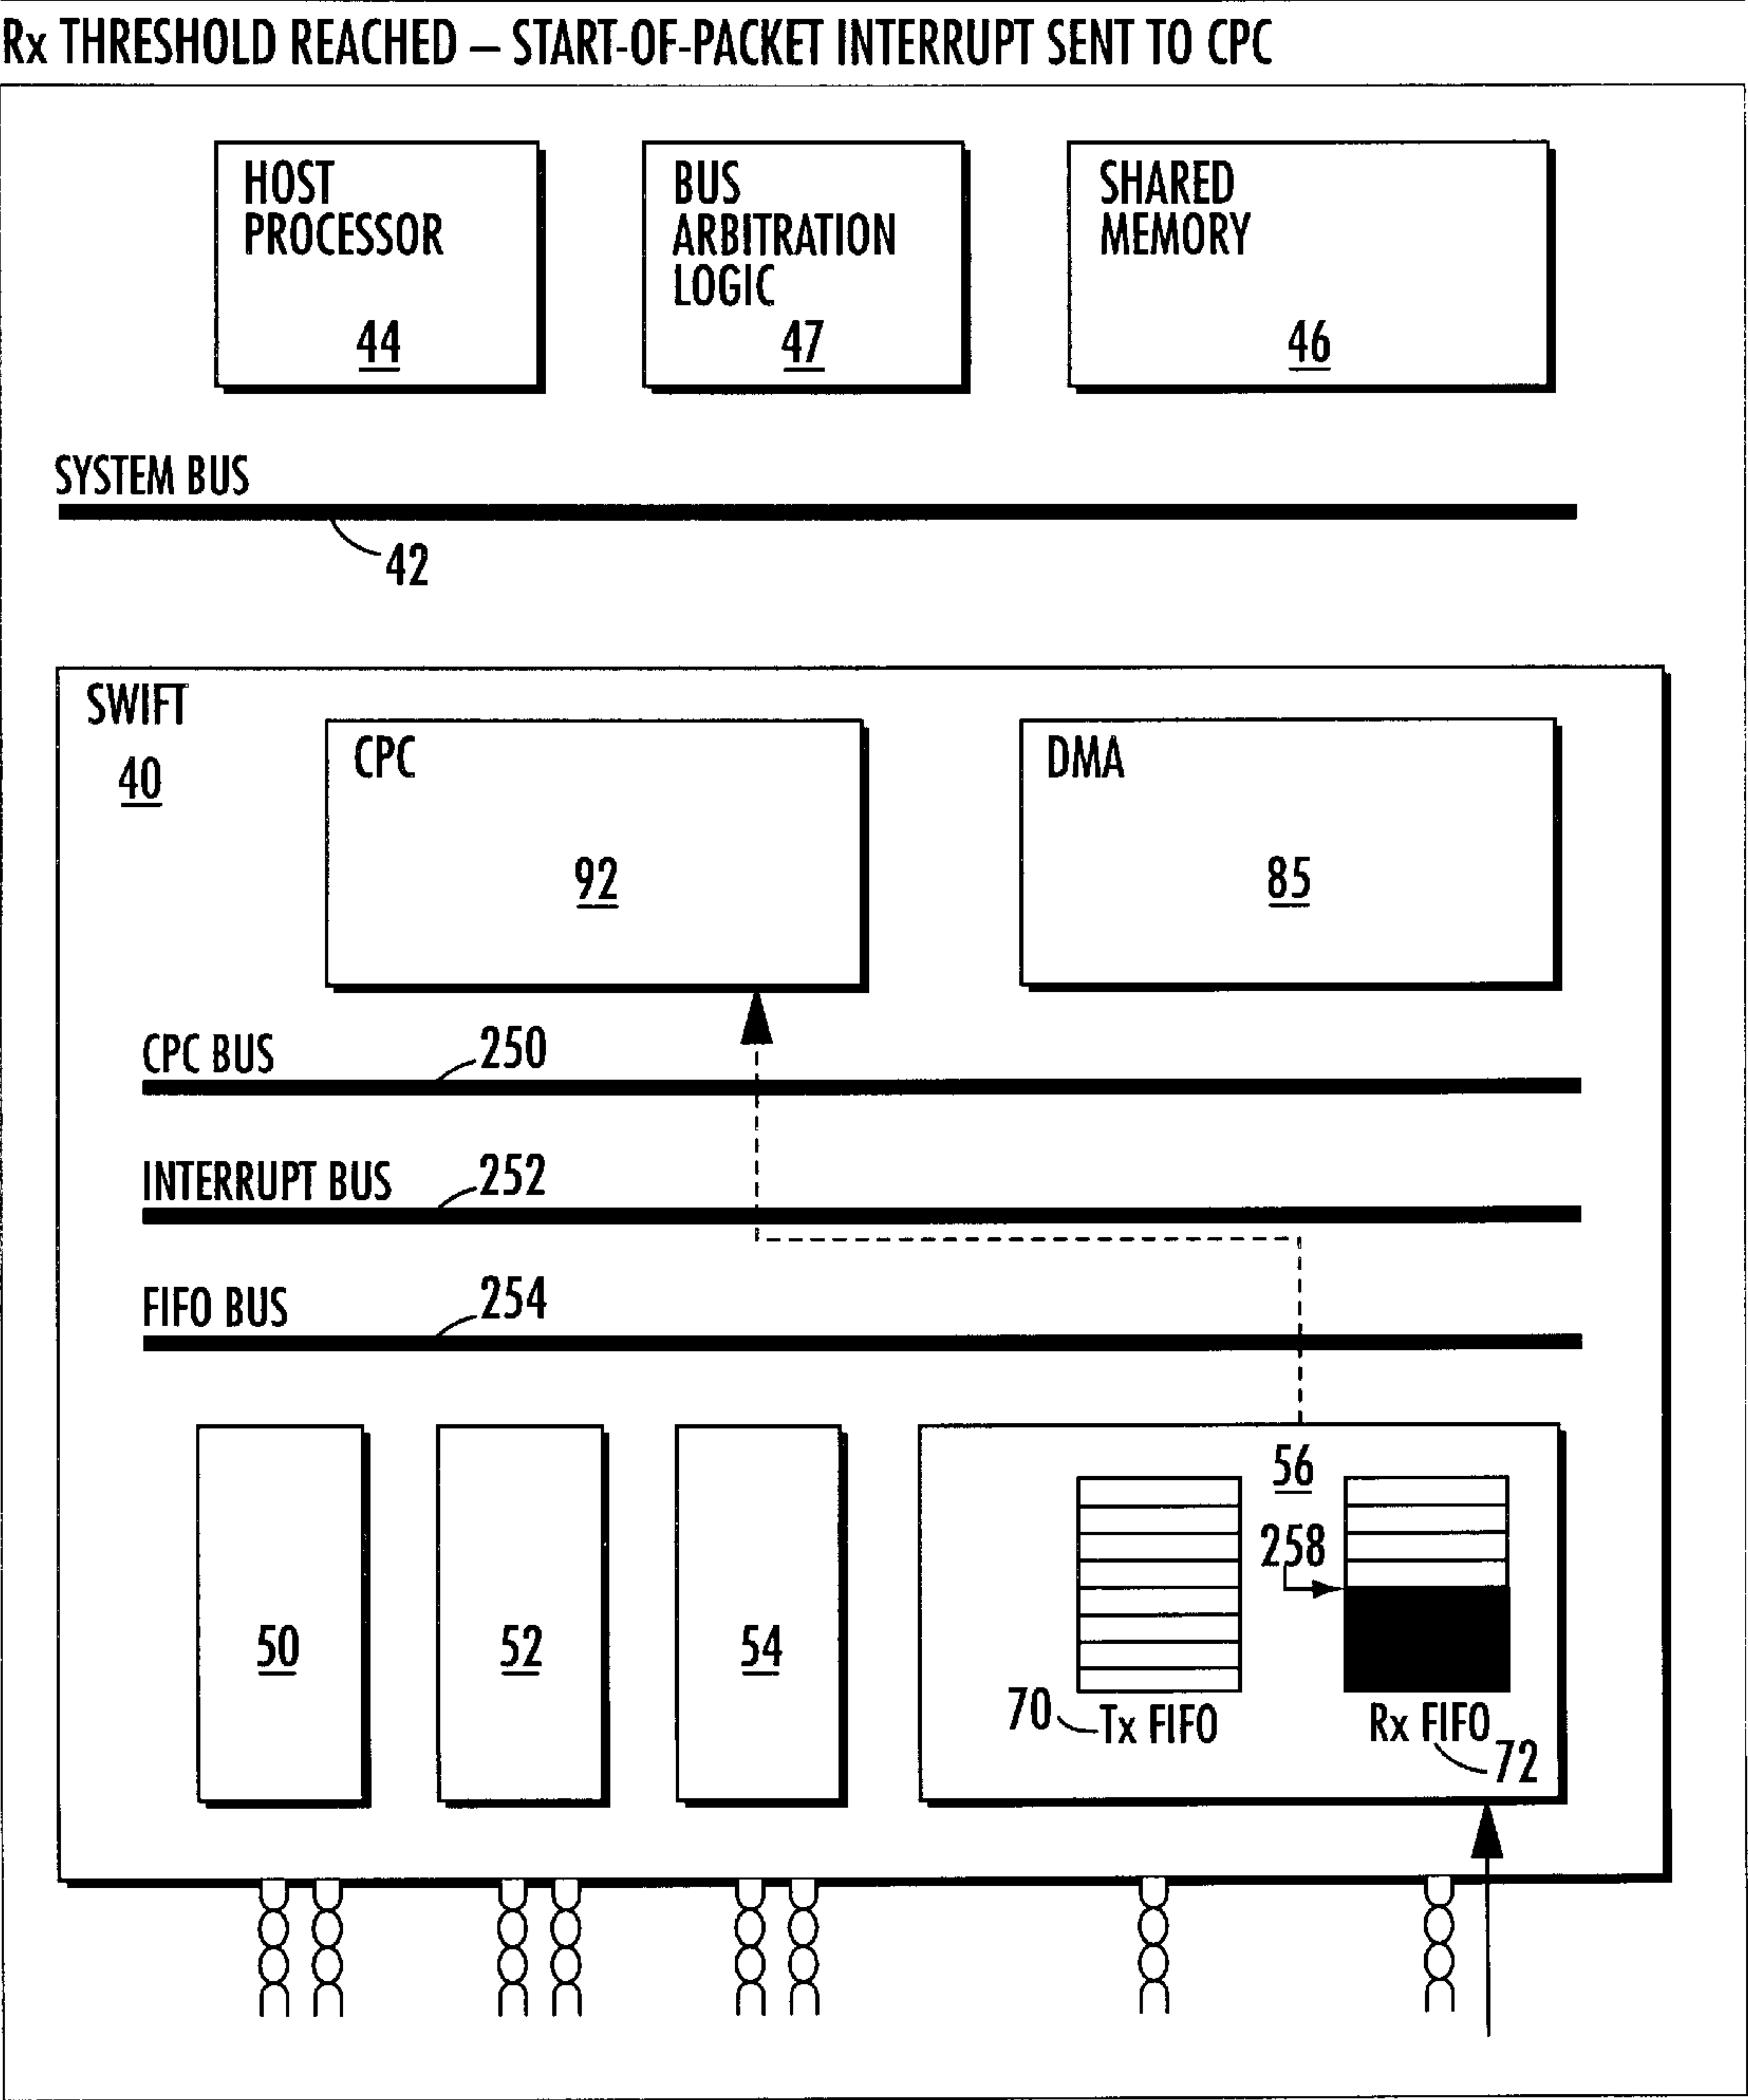 Rx THRESHOLD REACHED – START-OF-PACKET INTERRUPT SENT TO CPC
HOST
PROCESSOR
44
BUS
ARBITRATION
LOGIC
47
SHARED
MEMORY
46
SYSTEM BUS
42
SWIFT
40
CPC
92
DMA
85
CPC BUS
250
INTERRUPT BUS
252
FIFO BUS
254
50
52
54
56
258
70
Tx FIFO
Rx FIFO
72